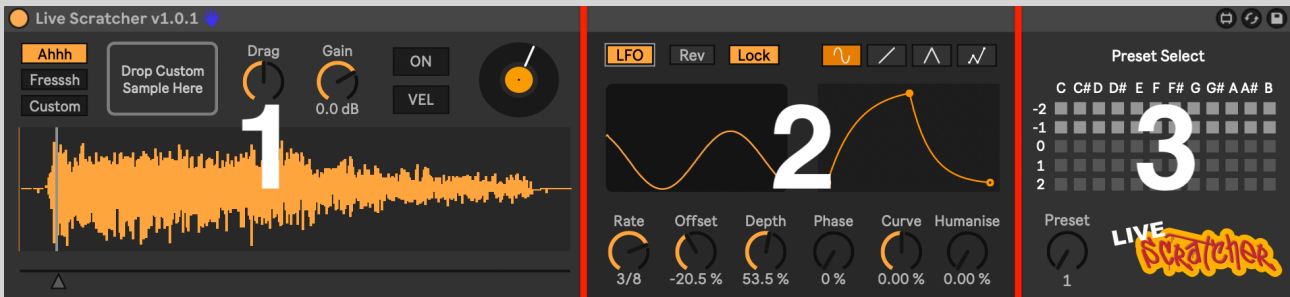 Live Scratcher v1.0.1
Ahhh
Fresssh
Custom
Drop Custom
Sample Here
Drag
Gain
0.0 dB
ON
VEL
1
LFO
Rev
Lock
2
Rate
Offset
Depth
Phase
Curve
Humanise
3/8
-20.5 %
53.5 %
0 %
0.00 %
0.00 %
Preset Select
C C# D D# E F F# G G# A A# B
-2
-1
0
1
2
3
Preset
1
LIVE
Scratcher